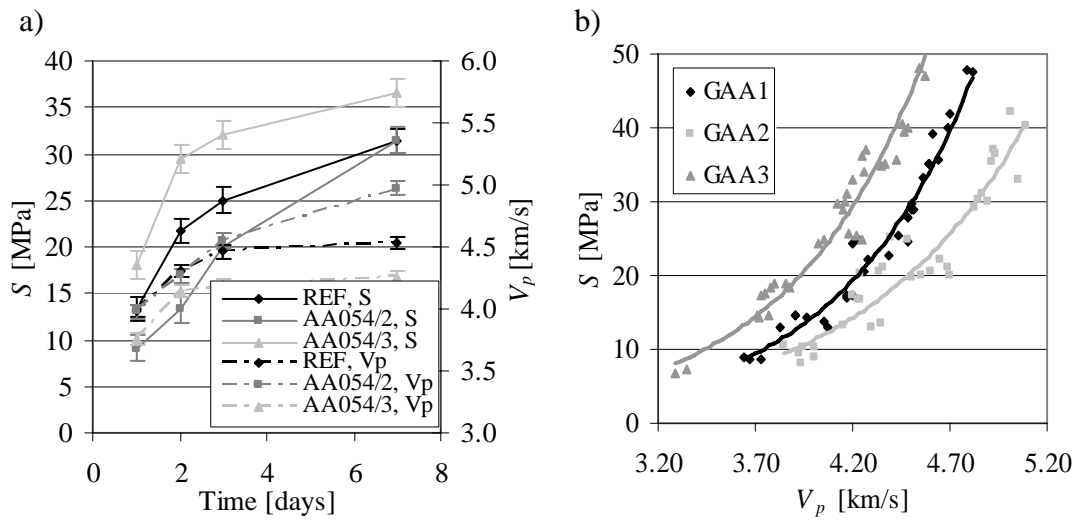 a)
S [MPa]
40
35
30
25
20
15
10
5
0
6.0
5.5
5.0
4.5
4.0
3.5
3.0
V_p [km/s]
REF, S
AA054/2, S
AA054/3, S
REF, Vp
AA054/2, Vp
AA054/3, Vp
0 2 4 6 8
Time [days]
b)
S [MPa]
50
40
30
20
10
0
GAA1
GAA2
GAA3
3.20 3.70 4.20 4.70 5.20
V_p [km/s]